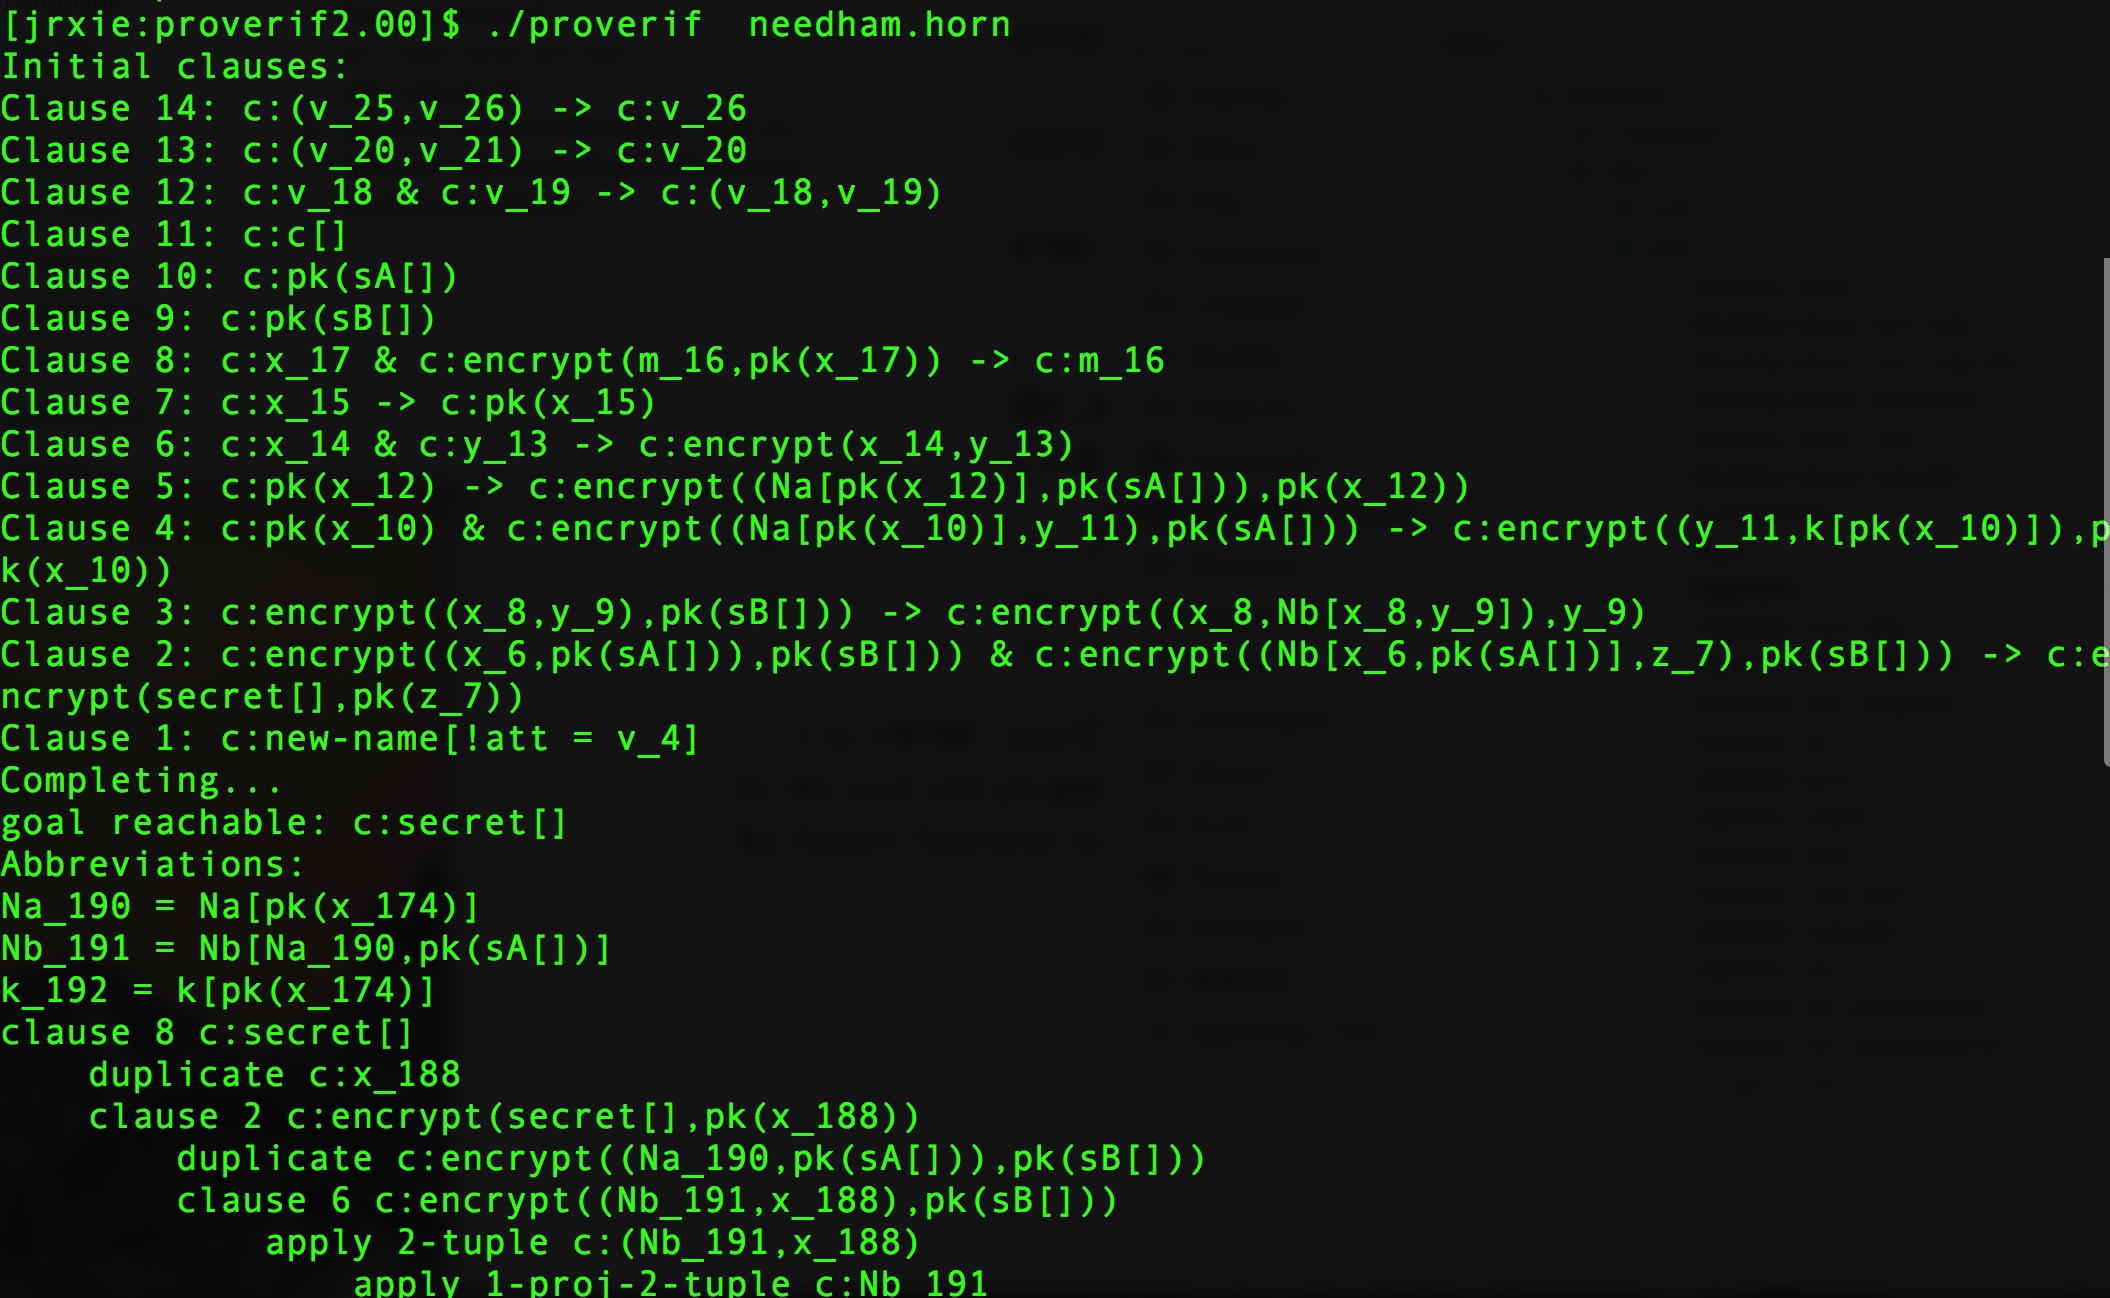 [jrxie:proverif2.00]$ ./proverif  needham.horn
Initial clauses:
Clause 14: c:(v_25,v_26) -> c:v_26
Clause 13: c:(v_20,v_21) -> c:v_20
Clause 12: c:v_18 & c:v_19 -> c:(v_18,v_19)
Clause 11: c:c[]
Clause 10: c:pk(sA[])
Clause 9: c:pk(sB[])
Clause 8: c:x_17 & c:encrypt(m_16,pk(x_17)) -> c:m_16
Clause 7: c:x_15 -> c:pk(x_15)
Clause 6: c:x_14 & c:y_13 -> c:encrypt(x_14,y_13)
Clause 5: c:pk(x_12) -> c:encrypt((Na[pk(x_12)],pk(sA[])),pk(x_12))
Clause 4: c:pk(x_10) & c:encrypt((Na[pk(x_10)],y_11),pk(sA[])) -> c:encrypt((y_11,k[pk(x_10)]),p
k(x_10))
Clause 3: c:encrypt((x_8,y_9),pk(sB[])) -> c:encrypt((x_8,Nb[x_8,y_9]),y_9)
Clause 2: c:encrypt((x_6,pk(sA[])),pk(sB[])) & c:encrypt((Nb[x_6,pk(sA[])],z_7),pk(sB[])) -> c:e
ncrypt(secret[],pk(z_7))
Clause 1: c:new-name[!att = v_4]
Completing...
goal reachable: c:secret[]
Abbreviations:
Na_190 = Na[pk(x_174)]
Nb_191 = Nb[Na_190,pk(sA[])]
k_192 = k[pk(x_174)]
clause 8 c:secret[]
    duplicate c:x_188
    clause 2 c:encrypt(secret[],pk(x_188))
        duplicate c:encrypt((Na_190,pk(sA[])),pk(sB[]))
        clause 6 c:encrypt((Nb_191,x_188),pk(sB[]))
            apply 2-tuple c:(Nb_191,x_188)
                apply 1-proj-2-tuple c:Nb_191